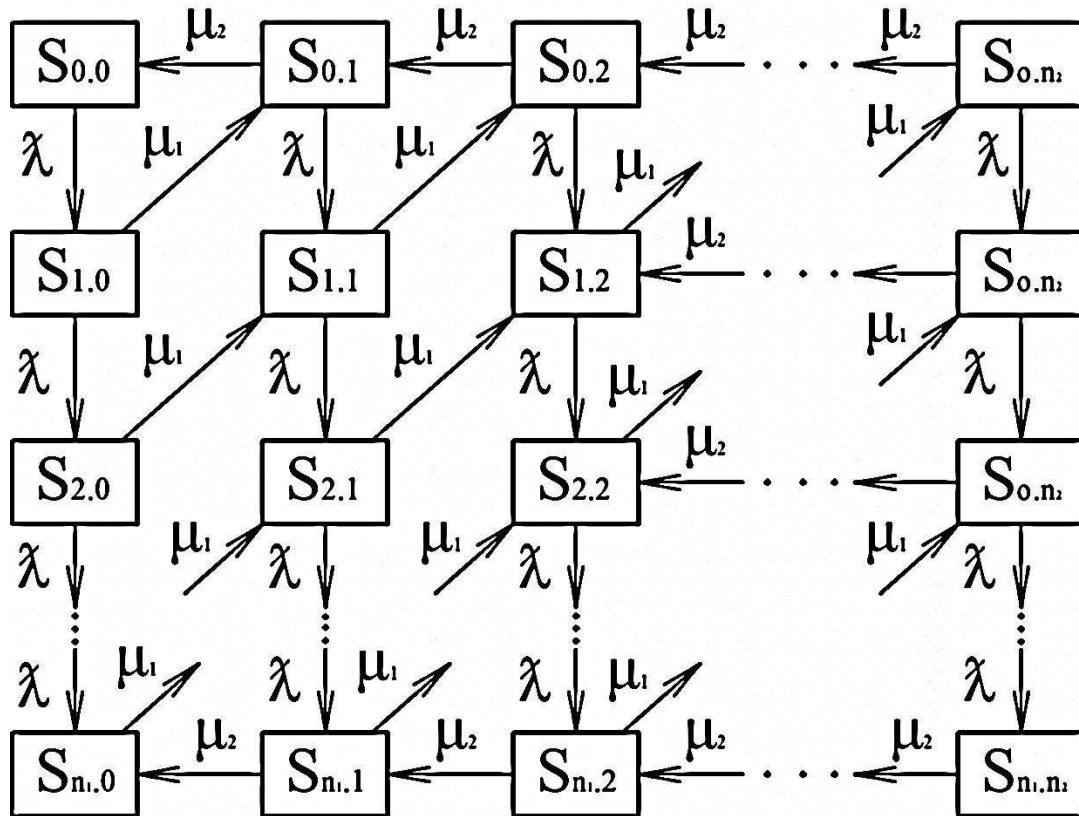 μ₂ μ₂ μ₂ μ₂
S₀.₀ S₀.₁ S₀.₂ · · · S₀.ₙ₂
λ μ₁ λ μ₁ λ μ₁ μ₁ λ
S₁.₀ S₁.₁ S₁.₂ μ₂ · · · S₀.ₙ₂
λ μ₁ λ μ₁ λ μ₁ μ₁ λ
S₂.₀ S₂.₁ S₂.₂ μ₂ · · · S₀.ₙ₂
λ μ₁ λ μ₁ λ μ₁ λ
λ μ₁ λ μ₁ λ μ₁ λ
μ₂ μ₂ μ₂ μ₂
Sₙ₁.₀ Sₙ₁.₁ Sₙ₁.₂ · · · Sₙ₁.ₙ₂